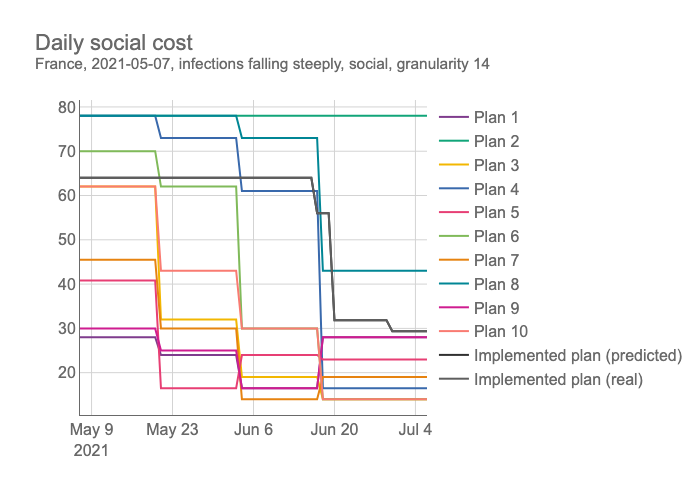 Daily social cost
France, 2021-05-07, infections falling steeply, social, granularity 14
80
70
60
50
40
30
20
May 9
2021
May 23
Jun 6
Jun 20
Jul 4
Plan 1
Plan 2
Plan 3
Plan 4
Plan 5
Plan 6
Plan 7
Plan 8
Plan 9
Plan 10
Implemented plan (predicted)
Implemented plan (real)